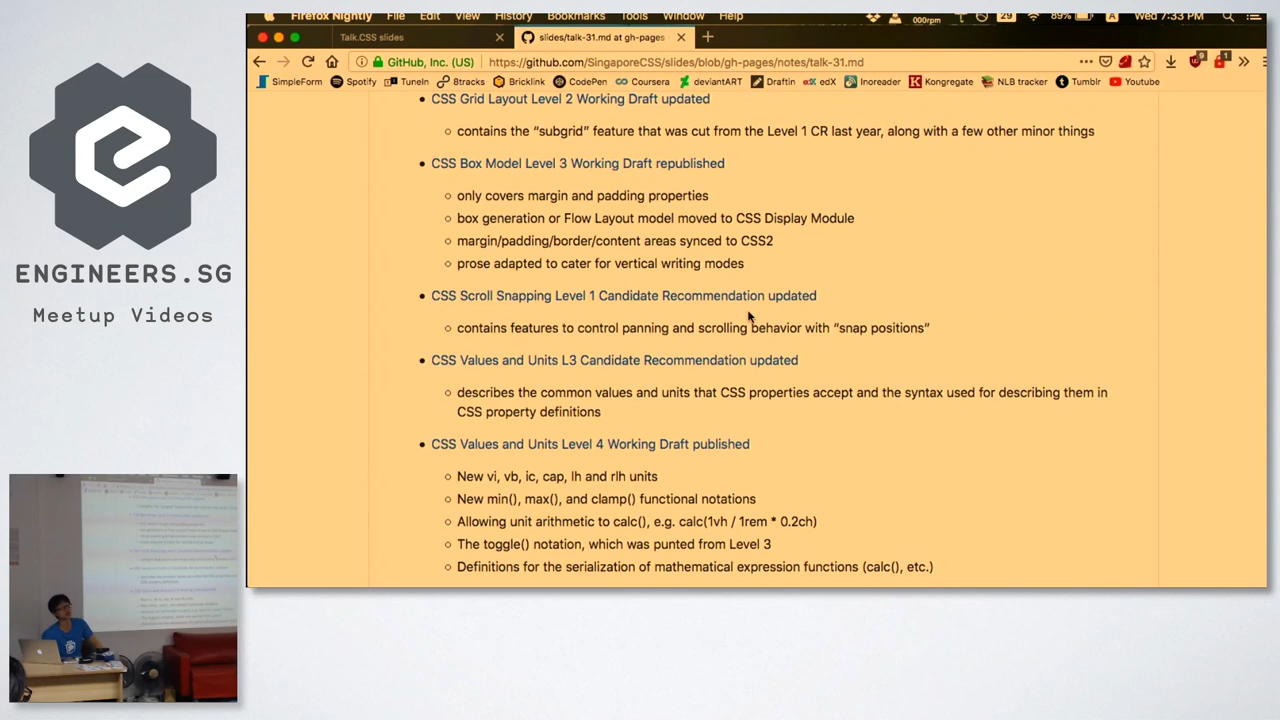 Firefox Nightly File Edit View History Bookmarks Tools Window Help 000rpm 29 89% A Wed 7:33 PM
Talk.CSS slides
slides/talk-31.md at gh-pages
GitHub, Inc. (US) https://github.com/SingaporeCSS/slides/blob/gh-pages/notes/talk-31.md
SimpleForm Spotify TuneIn 8tracks Bricklink CodePen Coursera deviantART Draftin edX Inoreader Kongregate NLB tracker Tumblr Youtube
• CSS Grid Layout Level 2 Working Draft updated
○ contains the “subgrid” feature that was cut from the Level 1 CR last year, along with a few other minor things
• CSS Box Model Level 3 Working Draft republished
○ only covers margin and padding properties
○ box generation or Flow Layout model moved to CSS Display Module
○ margin/padding/border/content areas synced to CSS2
○ prose adapted to cater for vertical writing modes
• CSS Scroll Snapping Level 1 Candidate Recommendation updated
○ contains features to control panning and scrolling behavior with “snap positions”
• CSS Values and Units L3 Candidate Recommendation updated
○ describes the common values and units that CSS properties accept and the syntax used for describing them in
CSS property definitions
• CSS Values and Units Level 4 Working Draft published
○ New vi, vb, ic, cap, lh and rlh units
○ New min(), max(), and clamp() functional notations
○ Allowing unit arithmetic to calc(), e.g. calc(1vh / 1rem * 0.2ch)
○ The toggle() notation, which was punted from Level 3
○ Definitions for the serialization of mathematical expression functions (calc(), etc.)
ENGINEERS.SG
Meetup Videos